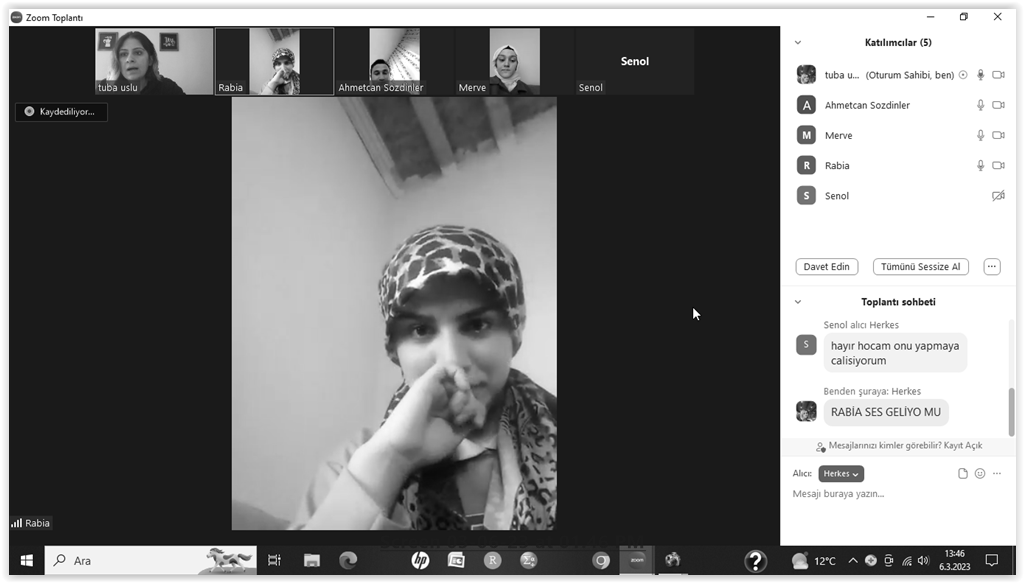 Zoom Toplantı
tuba uslu
Rabia
Ahmetcan Sozdinler
Merve
Senol
Senol
Kaydediliyor...
Rabia
Katılımcılar (5)
tuba u... (Oturum Sahibi, ben)
A Ahmetcan Sozdinler
M Merve
R Rabia
S Senol
Davet Edin
Tümünü Sessize Al
Toplantı sohbeti
Senol alıcı Herkes
S
hayır hocam onu yapmaya
calisiyorum
Benden şuraya: Herkes
RABİA SES GELİYO MU
Mesajlarınızı kimler görebilir? Kayıt Açık
Alıcı: Herkes
Mesajı buraya yazın...
Ara
hp
R
zoom
12°C
13:46
6.3.2023